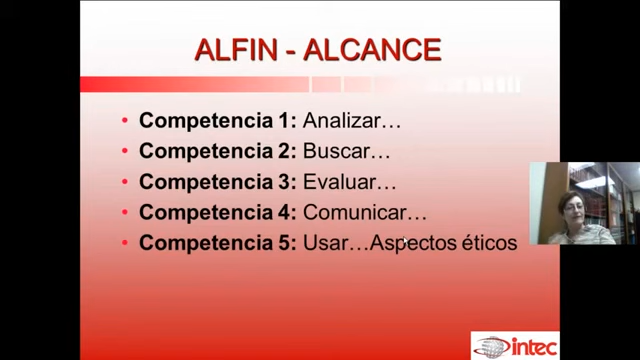 ALFIN - ALCANCE
• Competencia 1: Analizar…
• Competencia 2: Buscar…
• Competencia 3: Evaluar…
• Competencia 4: Comunicar…
• Competencia 5: Usar…Aspectos éticos
intec